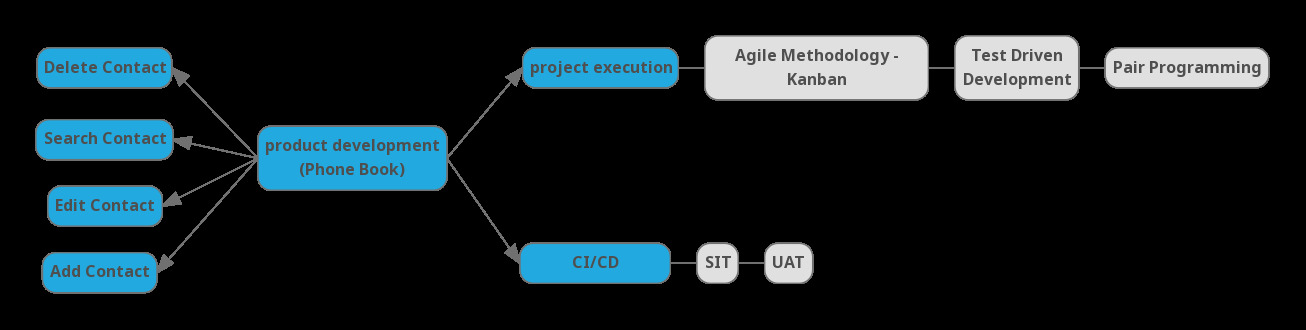 Delete Contact
Search Contact
Edit Contact
Add Contact
product development
(Phone Book)
project execution
Agile Methodology -
Kanban
Test Driven
Development
Pair Programming
CI/CD
SIT
UAT